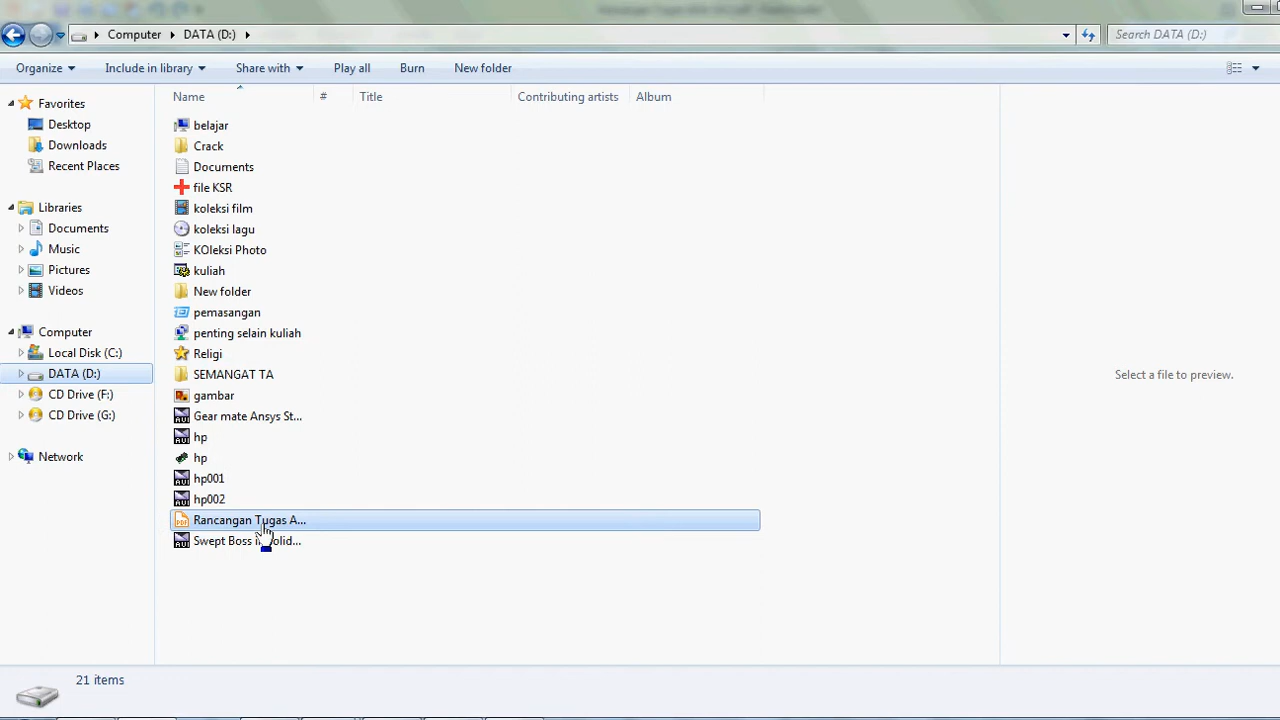 Computer DATA (D:) Search DATA (D:)
Organize Include in library Share with Play all Burn New folder
Name # Title Contributing artists Album
Favorites
Desktop
Downloads
Recent Places
Libraries
Documents
Music
Pictures
Videos
Computer
Local Disk (C:)
DATA (D:)
CD Drive (F:)
CD Drive (G:)
Network
belajar
Crack
Documents
file KSR
koleksi film
koleksi lagu
KOleksi Photo
kuliah
New folder
pemasangan
penting selain kuliah
Religi
SEMANGAT TA
gambar
Gear mate Ansys St...
hp
hp
hp001
hp002
Rancangan Tugas A...
Swept Boss
Select a file to preview.
21 items